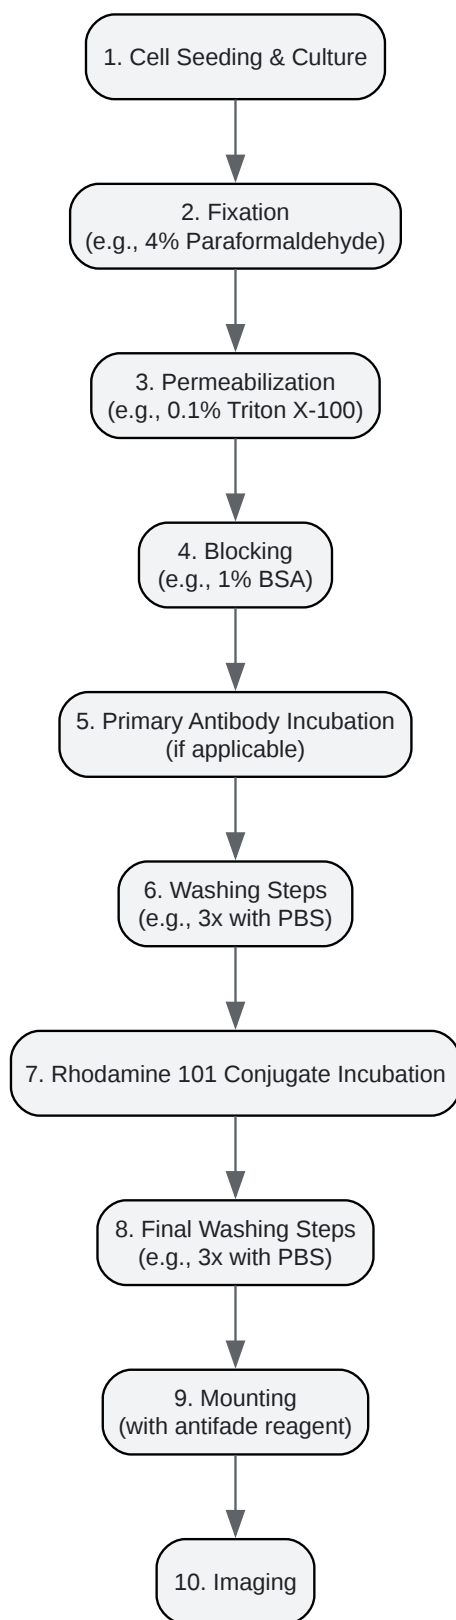 1. Cell Seeding & Culture
2. Fixation
(e.g., 4% Paraformaldehyde)
3. Permeabilization
(e.g., 0.1% Triton X-100)
4. Blocking
(e.g., 1% BSA)
5. Primary Antibody Incubation
(if applicable)
6. Washing Steps
(e.g., 3x with PBS)
7. Rhodamine 101 Conjugate Incubation
8. Final Washing Steps
(e.g., 3x with PBS)
9. Mounting
(with antifade reagent)
10. Imaging